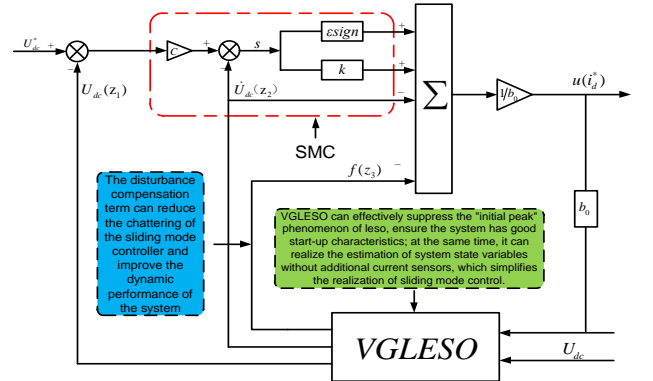 U*dc +
−
C
+
−
s
εsign
k
+
+
−
−
∑
1/b₀
u(i*d)
U dc (z₁)
U̇ dc (z₂)
SMC
f(z₃)
b₀
The disturbance
compensation
term can reduce
the chattering of
the sliding mode
controller and
improve the
dynamic
performance of
the system
VGLESO can effectively suppress the "initial peak"
phenomenon of leso, ensure the system has good
start-up characteristics; at the same time, it can
realize the estimation of system state variables
without additional current sensors, which simplifies
the realization of sliding mode control.
VGLESO
U dc